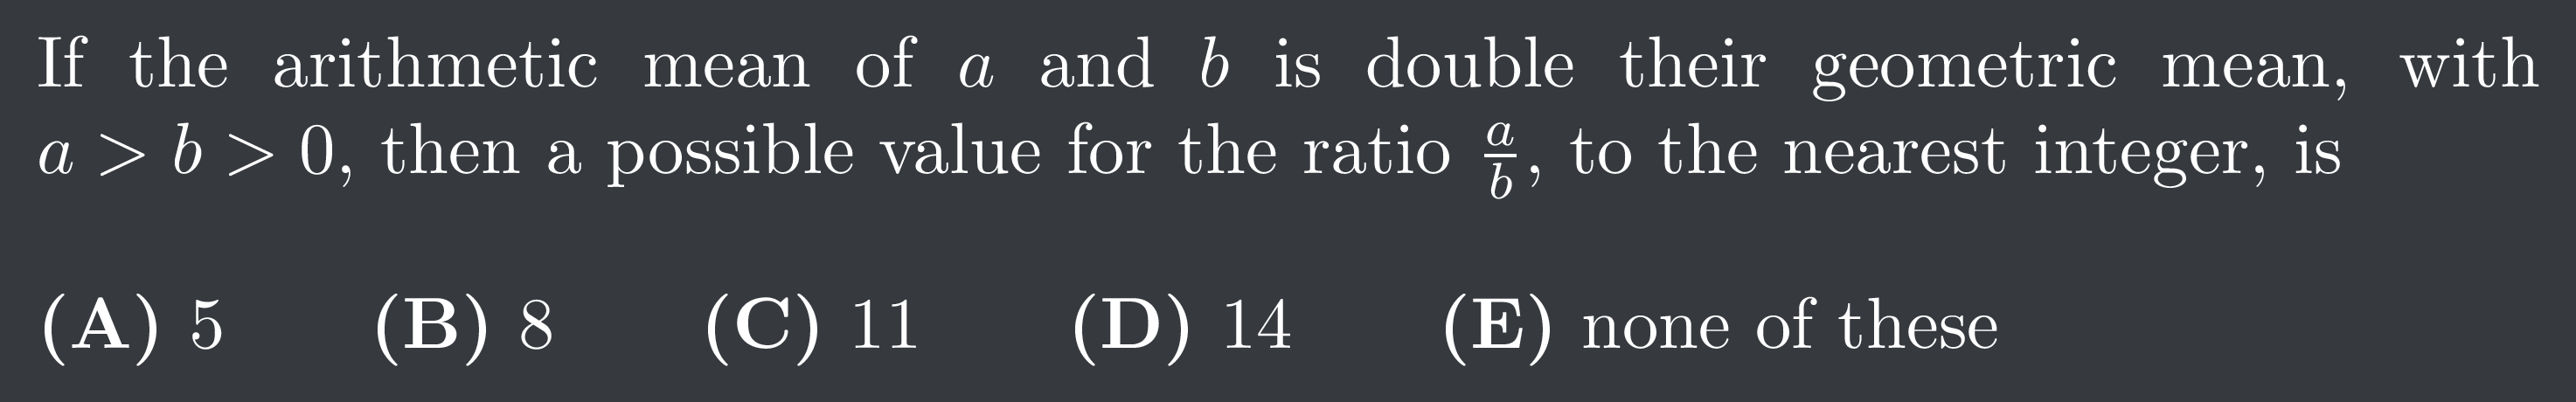 If the arithmetic mean of a and b is double their geometric mean, with
a > b > 0, then a possible value for the ratio \frac{a}{b}, to the nearest integer, is
(A) 5 (B) 8 (C) 11 (D) 14 (E) none of these